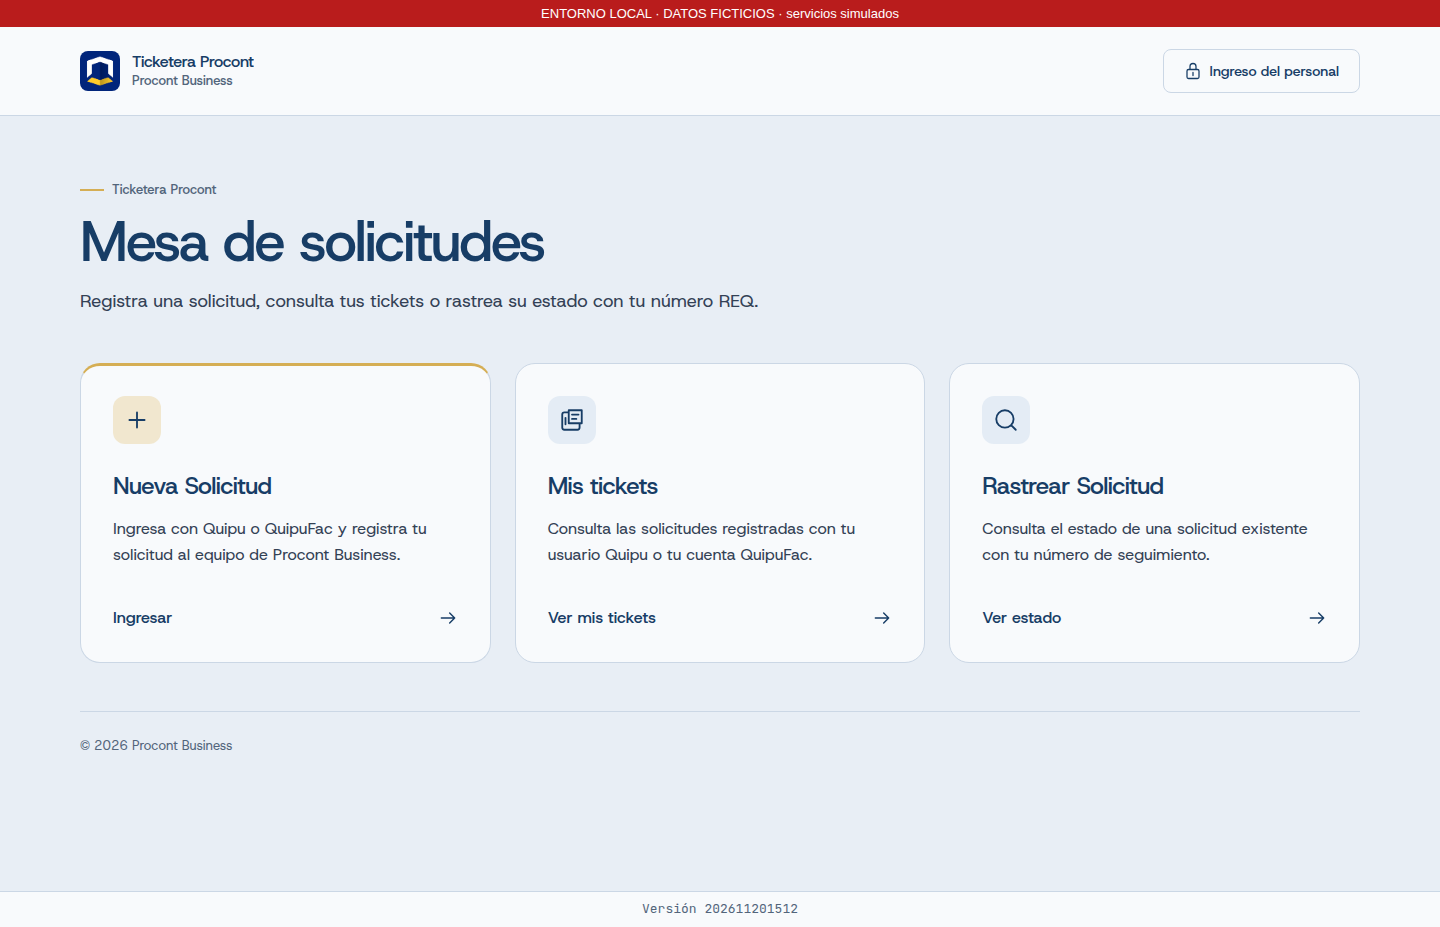 ENTORNO LOCAL · DATOS FICTICIOS · servicios simulados
Ticketera Procont
Procont Business
Ingreso del personal
Ticketera Procont
Mesa de solicitudes
Registra una solicitud, consulta tus tickets o rastrea su estado con tu número REQ.
Nueva Solicitud
Ingresa con Quipu o QuipuFac y registra tu
solicitud al equipo de Procont Business.
Ingresar
Mis tickets
Consulta las solicitudes registradas con tu
usuario Quipu o tu cuenta QuipuFac.
Ver mis tickets
Rastrear Solicitud
Consulta el estado de una solicitud existente
con tu número de seguimiento.
Ver estado
© 2026 Procont Business
Versión 202611201512